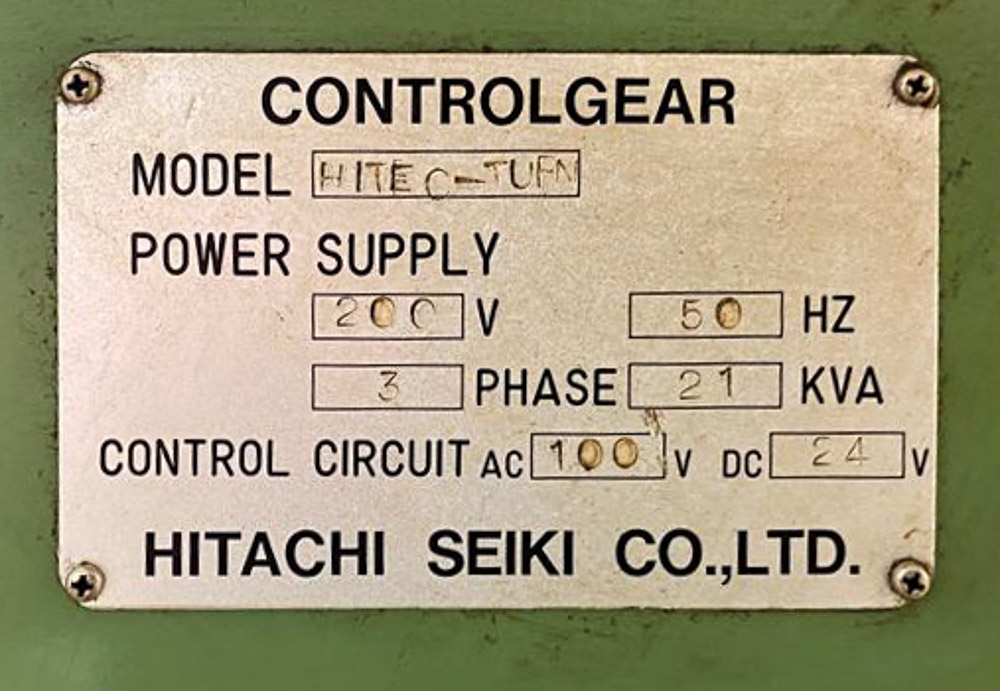 CONTROLGEAR
MODEL HITEC-TURN
POWER SUPPLY
200 V 50 HZ
3 PHASE 21 KVA
CONTROL CIRCUIT AC 100 V DC 24 V
HITACHI SEIKI CO.,LTD.